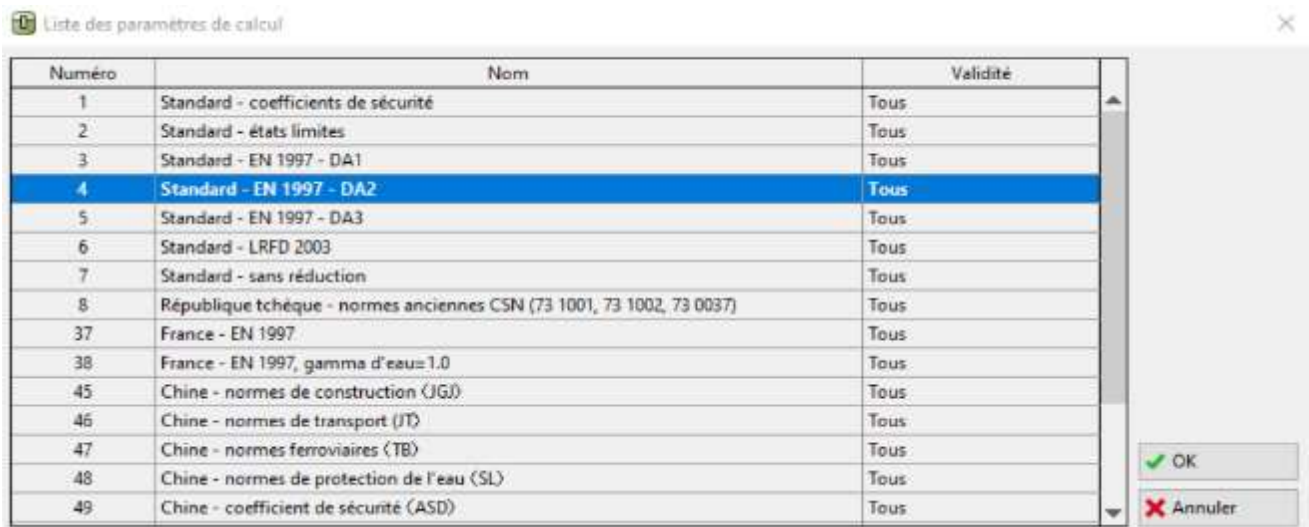 Liste des paramètres de calcul
Numéro Nom Validité
1 Standard - coefficients de sécurité Tous
2 Standard - états limites Tous
3 Standard - EN 1997 - DA1 Tous
4 Standard - EN 1997 - DA2 Tous
5 Standard - EN 1997 - DA3 Tous
6 Standard - LRFD 2003 Tous
7 Standard - sans réduction Tous
8 République tchèque - normes anciennes CSN (73 1001, 73 1002, 73 0037) Tous
37 France - EN 1997 Tous
38 France - EN 1997, gamma d'eau=1.0 Tous
45 Chine - normes de construction (JGJ) Tous
46 Chine - normes de transport (JT) Tous
47 Chine - normes ferroviaires (TB) Tous
48 Chine - normes de protection de l'eau (SL) Tous
49 Chine - coefficient de sécurité (ASD) Tous
OK
Annuler